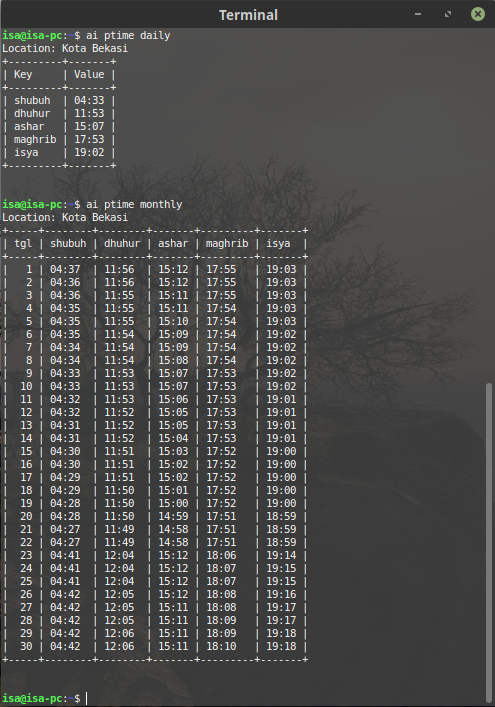 Terminal
isa@isa-pc:~$ ai ptime daily
Location: Kota Bekasi
+---------+-------+
| Key     | Value |
+---------+-------+
| shubuh  | 04:33 |
| dhuhur  | 11:53 |
| ashar   | 15:07 |
| maghrib | 17:53 |
| isya    | 19:02 |
+---------+-------+
isa@isa-pc:~$ ai ptime monthly
Location: Kota Bekasi
+-----+--------+--------+-------+---------+-------+
| tgl | shubuh | dhuhur | ashar | maghrib | isya  |
+-----+--------+--------+-------+---------+-------+
|   1 | 04:37  | 11:56  | 15:12 | 17:55   | 19:03 |
|   2 | 04:36  | 11:56  | 15:12 | 17:55   | 19:03 |
|   3 | 04:36  | 11:55  | 15:11 | 17:55   | 19:03 |
|   4 | 04:35  | 11:55  | 15:11 | 17:54   | 19:03 |
|   5 | 04:35  | 11:55  | 15:10 | 17:54   | 19:03 |
|   6 | 04:35  | 11:54  | 15:09 | 17:54   | 19:02 |
|   7 | 04:34  | 11:54  | 15:09 | 17:54   | 19:02 |
|   8 | 04:34  | 11:54  | 15:08 | 17:54   | 19:02 |
|   9 | 04:33  | 11:53  | 15:07 | 17:53   | 19:02 |
|  10 | 04:33  | 11:53  | 15:07 | 17:53   | 19:02 |
|  11 | 04:32  | 11:53  | 15:06 | 17:53   | 19:01 |
|  12 | 04:32  | 11:52  | 15:05 | 17:53   | 19:01 |
|  13 | 04:31  | 11:52  | 15:05 | 17:53   | 19:01 |
|  14 | 04:31  | 11:52  | 15:04 | 17:53   | 19:01 |
|  15 | 04:30  | 11:51  | 15:03 | 17:52   | 19:00 |
|  16 | 04:30  | 11:51  | 15:02 | 17:52   | 19:00 |
|  17 | 04:29  | 11:51  | 15:02 | 17:52   | 19:00 |
|  18 | 04:29  | 11:50  | 15:01 | 17:52   | 19:00 |
|  19 | 04:28  | 11:50  | 15:00 | 17:52   | 19:00 |
|  20 | 04:28  | 11:50  | 14:59 | 17:51   | 18:59 |
|  21 | 04:27  | 11:49  | 14:58 | 17:51   | 18:59 |
|  22 | 04:27  | 11:49  | 14:58 | 17:51   | 18:59 |
|  23 | 04:41  | 12:04  | 15:12 | 18:06   | 19:14 |
|  24 | 04:41  | 12:04  | 15:12 | 18:07   | 19:15 |
|  25 | 04:41  | 12:04  | 15:12 | 18:07   | 19:15 |
|  26 | 04:42  | 12:05  | 15:12 | 18:08   | 19:16 |
|  27 | 04:42  | 12:05  | 15:11 | 18:08   | 19:17 |
|  28 | 04:42  | 12:05  | 15:11 | 18:09   | 19:17 |
|  29 | 04:42  | 12:06  | 15:11 | 18:09   | 19:18 |
|  30 | 04:42  | 12:06  | 15:11 | 18:10   | 19:18 |
+-----+--------+--------+-------+---------+-------+
isa@isa-pc:~$